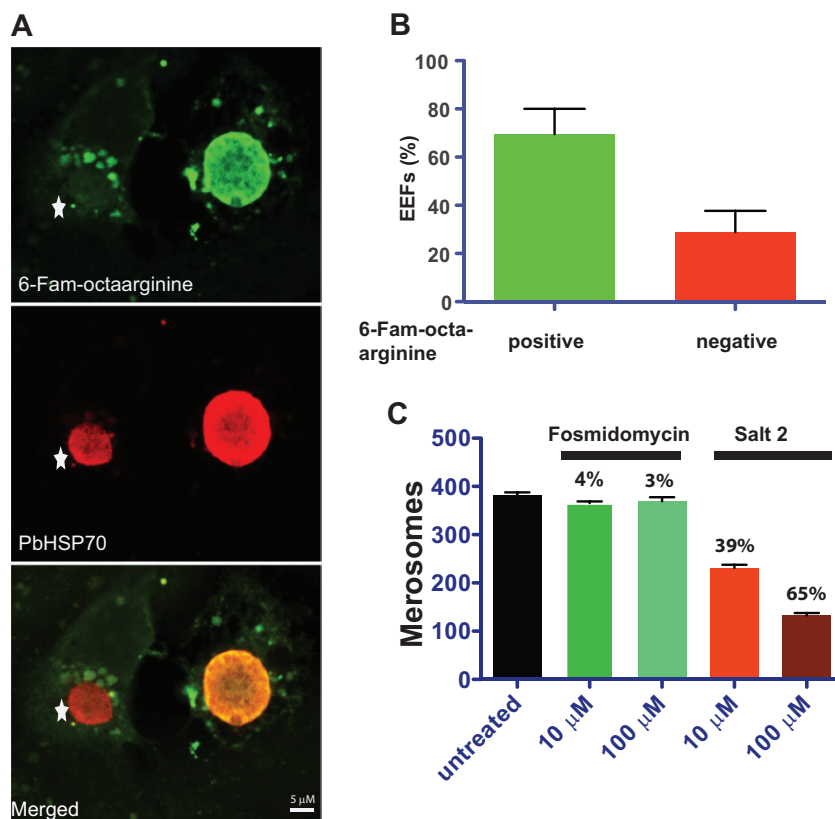 A
6-Fam-octaarginine
PbHSP70
Merged
5 µM
B
EEFs (%)
100
80
60
40
20
0
6-Fam-octa-
arginine
positive
negative
C
Merosomes
500
400
300
200
100
0
Fosmidomycin
Salt 2
4%
3%
39%
65%
untreated
10 µM
100 µM
10 µM
100 µM